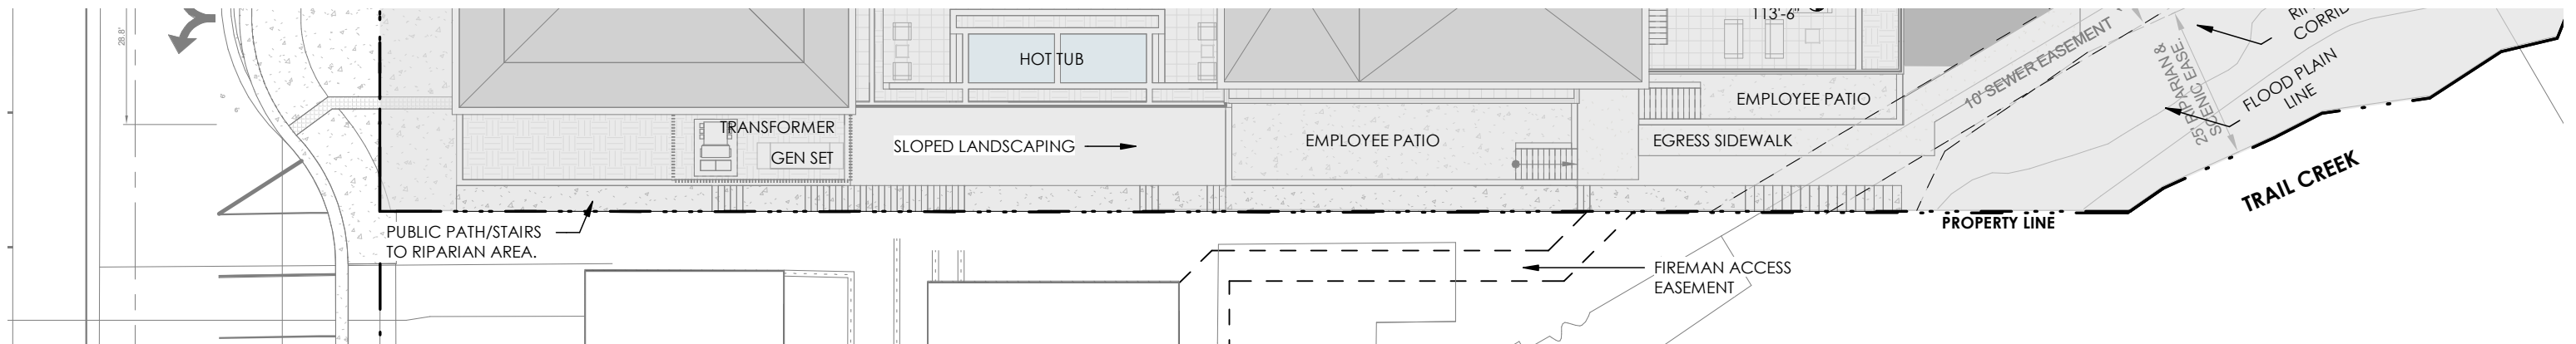 28.8'
113'-6"
HOT TUB
TRANSFORMER
GEN SET
SLOPED LANDSCAPING
EMPLOYEE PATIO
EMPLOYEE PATIO
EGRESS SIDEWALK
10' SEWER EASEMENT
25' RIPARIAN &
SCENIC EASE.
FLOOD PLAIN
LINE
TRAIL CREEK
PROPERTY LINE
PUBLIC PATH/STAIRS
TO RIPARIAN AREA.
FIREMAN ACCESS
EASEMENT